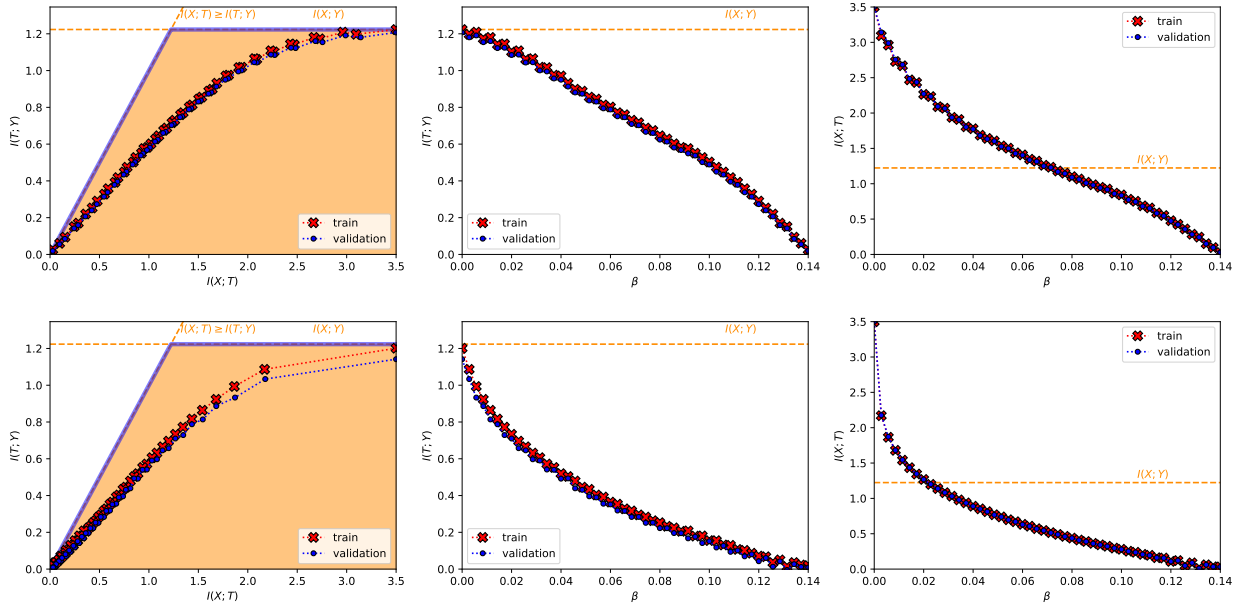 I(X; T) ≥ I(T; Y)
I(X; Y)
1.2
1.0
0.8
0.6
0.4
0.2
0.0
I(T; Y)
train
validation
0.0
0.5
1.0
1.5
2.0
2.5
3.0
3.5
I(X; T)
I(X; Y)
1.2
1.0
0.8
0.6
0.4
0.2
0.0
I(T; Y)
train
validation
0.00
0.02
0.04
0.06
0.08
0.10
0.12
0.14
β
3.5
3.0
2.5
2.0
1.5
1.0
0.5
0.0
I(X; T)
train
validation
I(X; Y)
0.00
0.02
0.04
0.06
0.08
0.10
0.12
0.14
β
I(X; T) ≥ I(T; Y)
I(X; Y)
1.2
1.0
0.8
0.6
0.4
0.2
0.0
I(T; Y)
train
validation
0.0
0.5
1.0
1.5
2.0
2.5
3.0
3.5
I(X; T)
I(X; Y)
1.2
1.0
0.8
0.6
0.4
0.2
0.0
I(T; Y)
train
validation
0.00
0.02
0.04
0.06
0.08
0.10
0.12
0.14
β
3.5
3.0
2.5
2.0
1.5
1.0
0.5
0.0
I(X; T)
train
validation
I(X; Y)
0.00
0.02
0.04
0.06
0.08
0.10
0.12
0.14
β